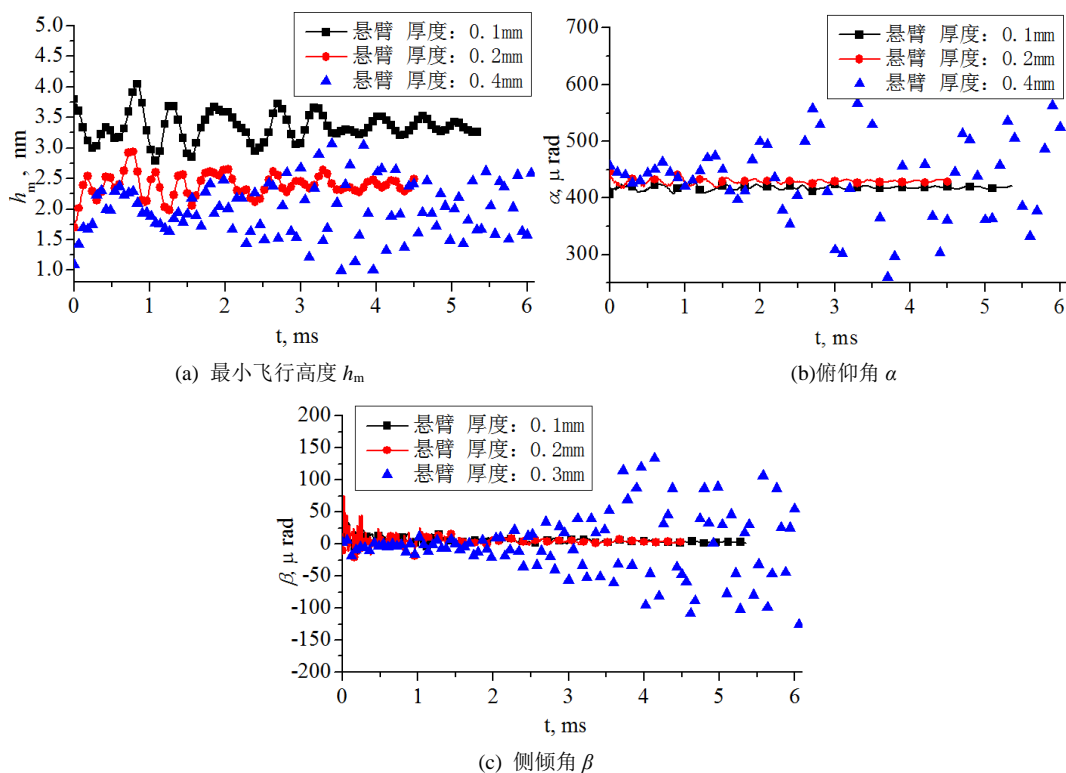 5.0
4.5
4.0
3.5
3.0
2.5
2.0
1.5
1.0
hm, nm
悬臂 厚度：0.1mm
悬臂 厚度：0.2mm
悬臂 厚度：0.4mm
0 1 2 3 4 5 6
t, ms
(a) 最小飞行高度 hm
700
600
500
400
300
α, μ rad
悬臂 厚度：0.1mm
悬臂 厚度：0.2mm
悬臂 厚度：0.4mm
0 1 2 3 4 5 6
t, ms
(b)俯仰角 α
200
150
100
50
0
-50
-100
-150
-200
β, μ rad
悬臂 厚度：0.1mm
悬臂 厚度：0.2mm
悬臂 厚度：0.3mm
0 1 2 3 4 5 6
t, ms
(c) 侧倾角 β